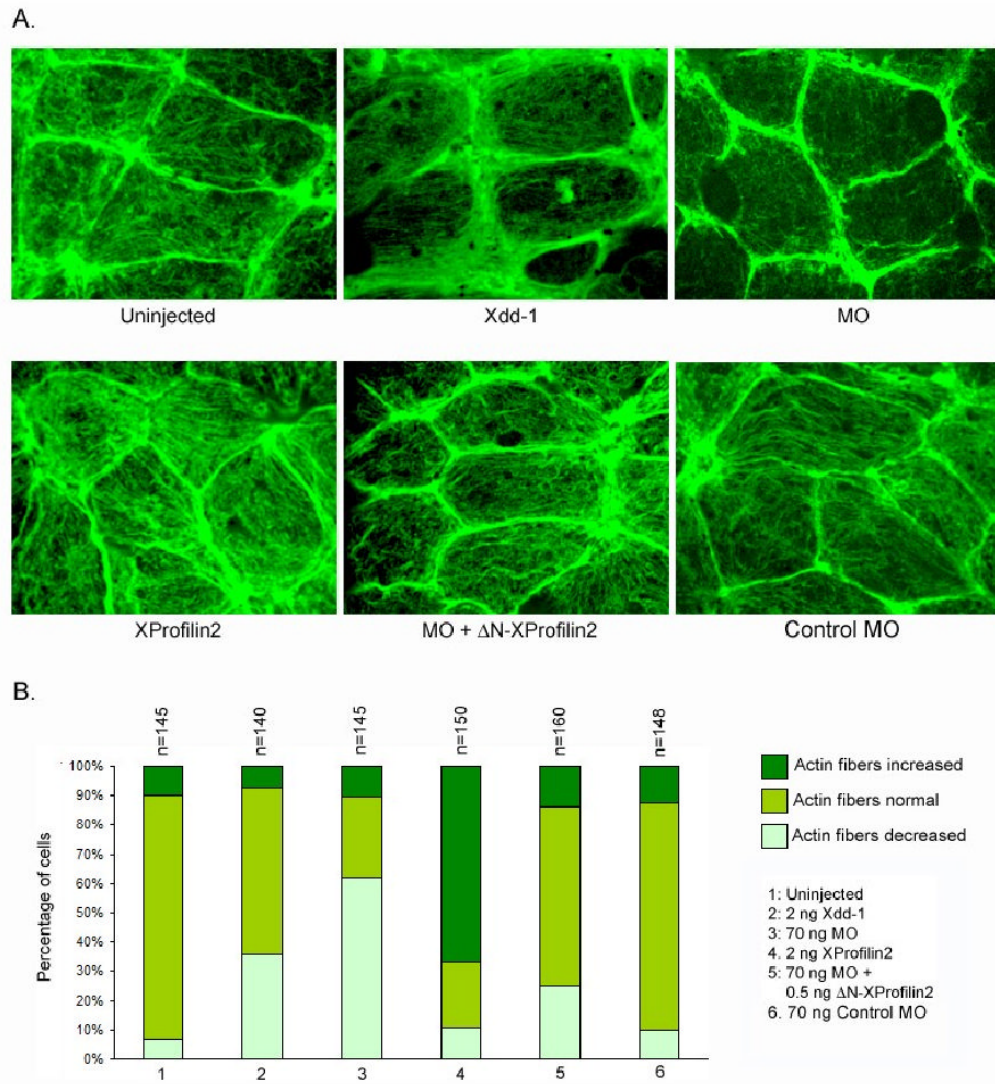 A.
Uninjected
Xdd-1
MO
XProfilin2
MO + ΔN-XProfilin2
Control MO
B.
n=145
n=140
n=145
n=150
n=160
n=148
Percentage of cells
100%
90%
80%
70%
60%
50%
40%
30%
20%
10%
0%
1
2
3
4
5
6
Actin fibers increased
Actin fibers normal
Actin fibers decreased
1: Uninjected
2: 2 ng Xdd-1
3: 70 ng MO
4. 2 ng XProfilin2
5: 70 ng MO +
0.5 ng ΔN-XProfilin2
6. 70 ng Control MO